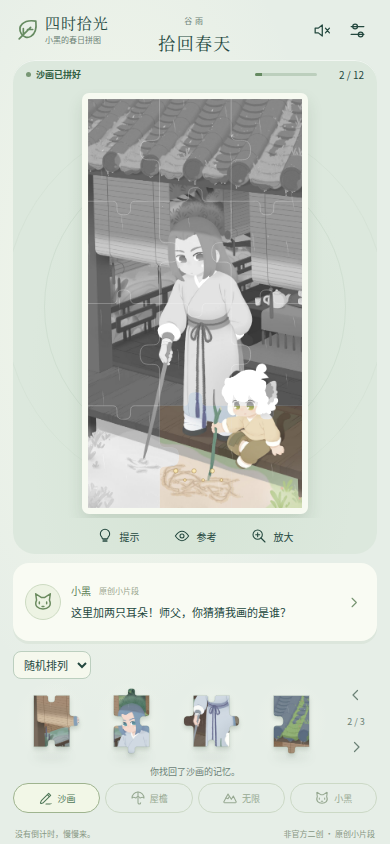 四时拾光
小黑的春日拼图
谷雨
拾回春天
沙画已拼好
2 / 12
提示
参考
放大
小黑 原创小片段
这里加两只耳朵！师父，你猜猜我画的是谁？
随机排列
2 / 3
你找回了沙画的记忆。
沙画
屋檐
无限
小黑
没有倒计时，慢慢来。
非官方二创 · 原创小片段